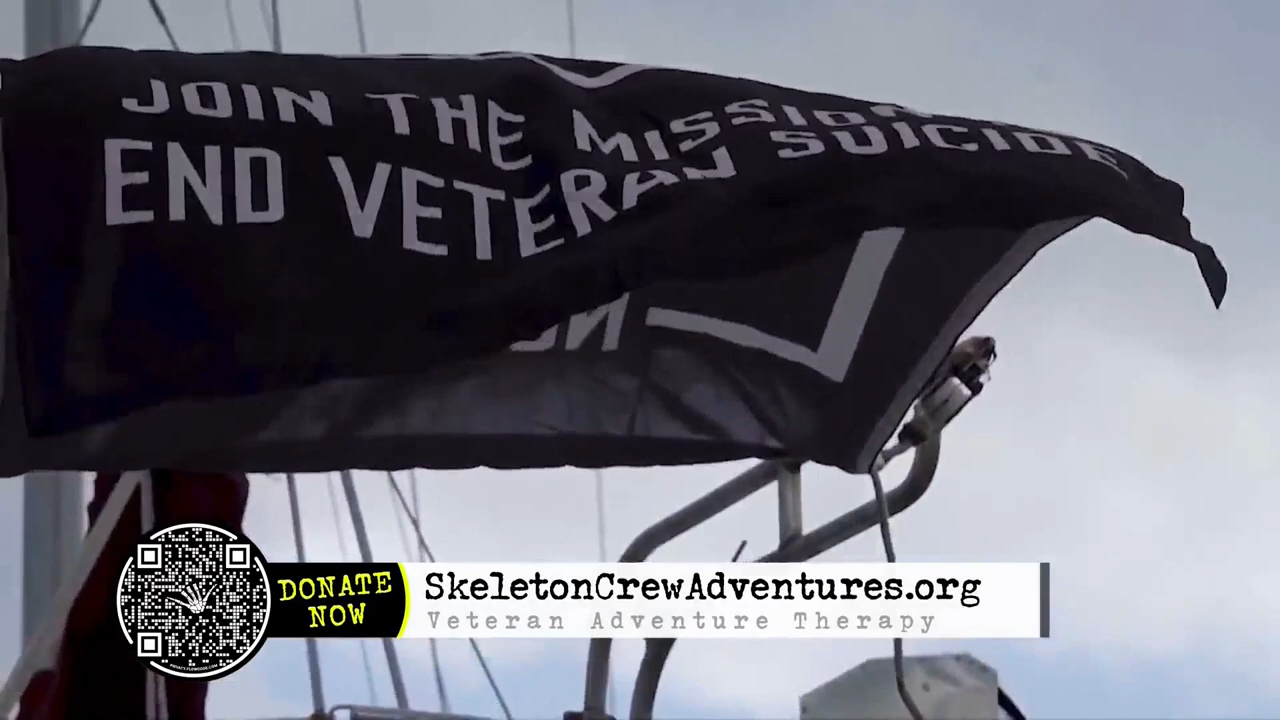 JOIN THE MISSION
END VETERAN SUICIDE
DONATE
NOW
SkeletonCrewAdventures.org
Veteran Adventure Therapy